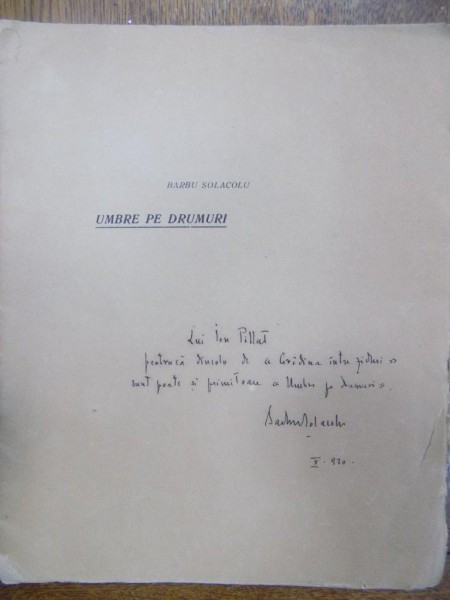 BARBU SOLACOLU
UMBRE PE DRUMURI
Lui Ion Pillat
pentrucă dincolo de « Grădina între ziduri »
sunt poate și primitoare « Umbre pe drumuri ».
Barbu Solacolu
X · 920 ·